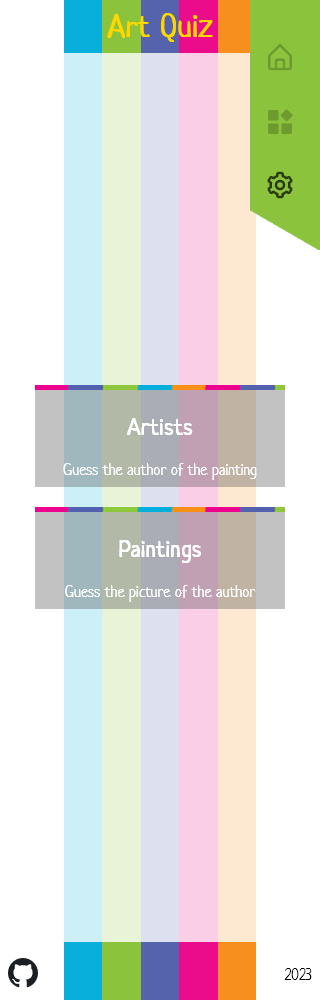 Art Quiz
Artists
Guess the author of the painting
Paintings
Guess the picture of the author
2023